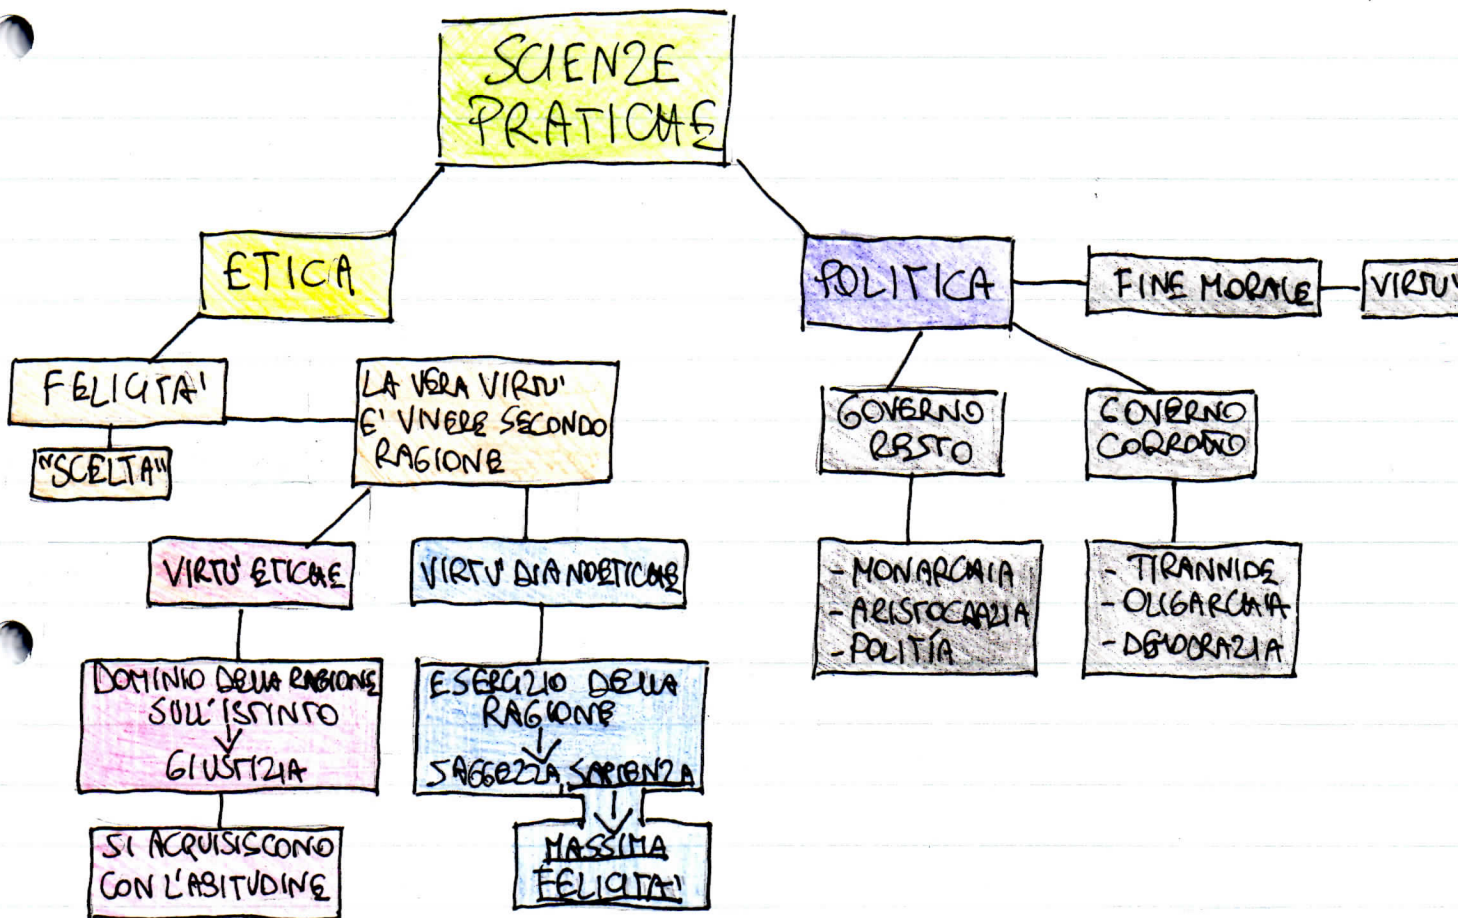 SCIENZE
PRATICHE
ETICA
POLITICA
FINE MORALE
VIRTU'
FELICITA'
"SCELTA"
LA VERA VIRTU'
E' VIVERE SECONDO
RAGIONE
GOVERNO
RETTO
GOVERNO
CORROTTO
VIRTU' ETICHE
VIRTU' DIANOETICHE
- MONARCHIA
- ARISTOCRAZIA
- POLITÍA
- TIRANNIDE
- OLIGARCHIA
- DEMOCRAZIA
DOMINIO DELLA RAGIONE
SULL'ISTINTO
GIUSTIZIA
ESERCIZIO DELLA
RAGIONE
SAGGEZZA, SAPIENZA
SI ACQUISISCONO
CON L'ABITUDINE
MASSIMA
FELICITA'